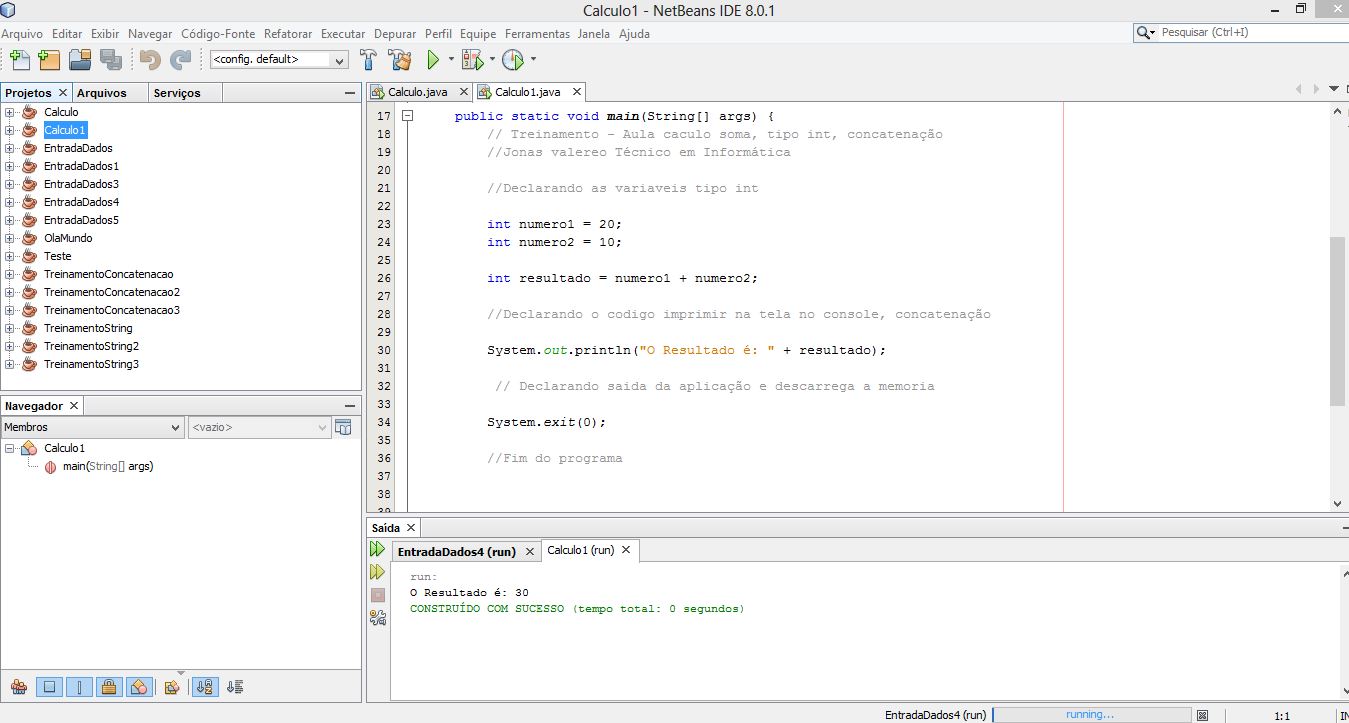 Calculo1 - NetBeans IDE 8.0.1
Arquivo Editar Exibir Navegar Código-Fonte Refatorar Executar Depurar Perfil Equipe Ferramentas Janela Ajuda
Pesquisar (Ctrl+I)
<config. default>
Projetos Arquivos Serviços
Calculo
Calculo1
EntradaDados
EntradaDados1
EntradaDados3
EntradaDados4
EntradaDados5
OlaMundo
Teste
TreinamentoConcatenacao
TreinamentoConcatenacao2
TreinamentoConcatenacao3
TreinamentoString
TreinamentoString2
TreinamentoString3
Navegador
Membros <vazio>
Calculo1
main(String[] args)
Calculo.java Calculo1.java
17 public static void main(String[] args) {
18 // Treinamento - Aula caculo soma, tipo int, concatenação
19 //Jonas valereo Técnico em Informática
20
21 //Declarando as variaveis tipo int
22
23 int numero1 = 20;
24 int numero2 = 10;
25
26 int resultado = numero1 + numero2;
27
28 //Declarando o codigo imprimir na tela no console, concatenação
29
30 System.out.println("O Resultado é: " + resultado);
31
32 // Declarando saida da aplicação e descarrega a memoria
33
34 System.exit(0);
35
36 //Fim do programa
37
38
39
Saída
EntradaDados4 (run) Calculo1 (run)
run:
O Resultado é: 30
CONSTRUÍDO COM SUCESSO (tempo total: 0 segundos)
EntradaDados4 (run) running... 1:1 IN